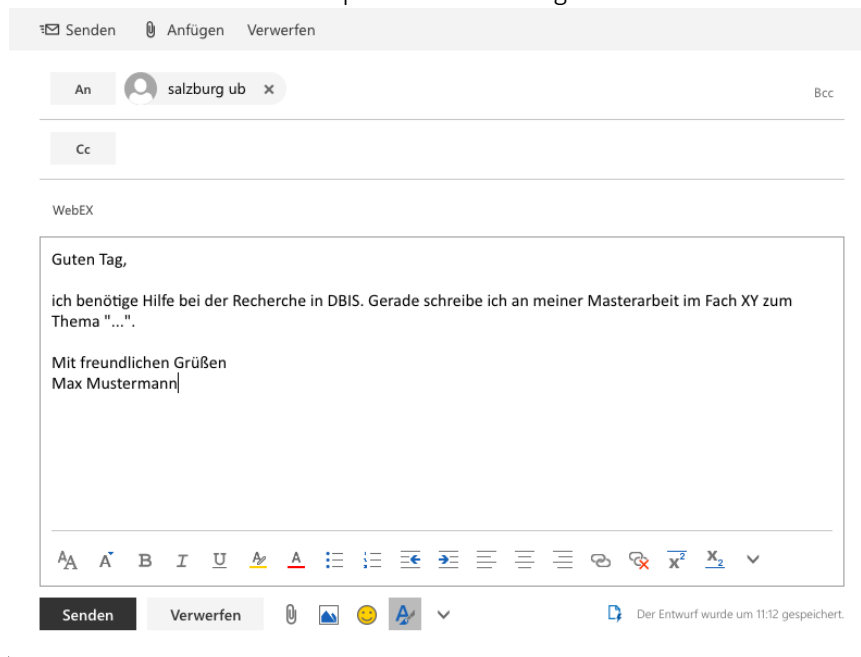 Senden Anfügen Verwerfen
An salzburg ub × Bcc
Cc
WebEX
Guten Tag,
ich benötige Hilfe bei der Recherche in DBIS. Gerade schreibe ich an meiner Masterarbeit im Fach XY zum
Thema "...".
Mit freundlichen Grüßen
Max Mustermann
Senden Verwerfen Der Entwurf wurde um 11:12 gespeichert.